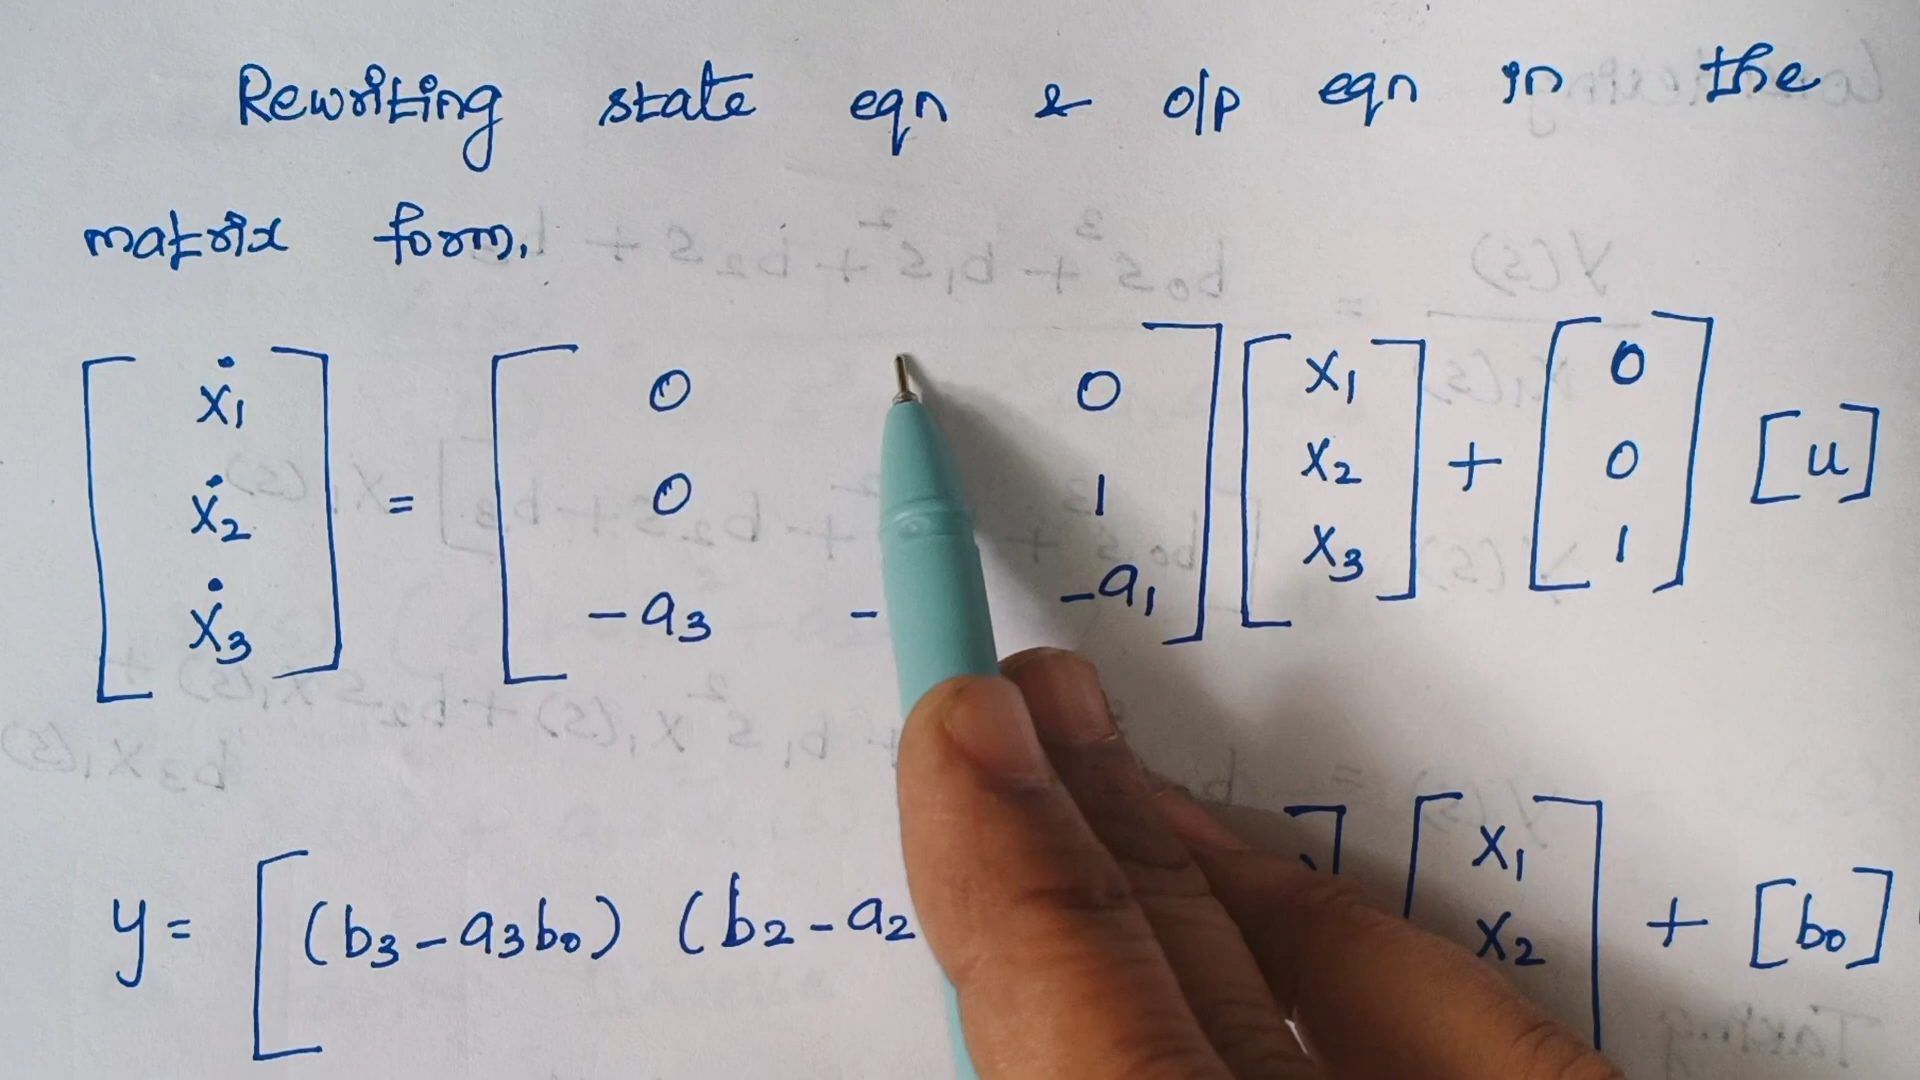 Rewriting state eqn & o/p eqn in the
matrix form,
[ẋ1 ẋ2 ẋ3] = [0 0 0 1 -a3 - -a1] [x1 x2 x3] + [0 0 1] [u]
y = [(b3-a3b0) (b2-a2 ] [x1 x2 + [b0]